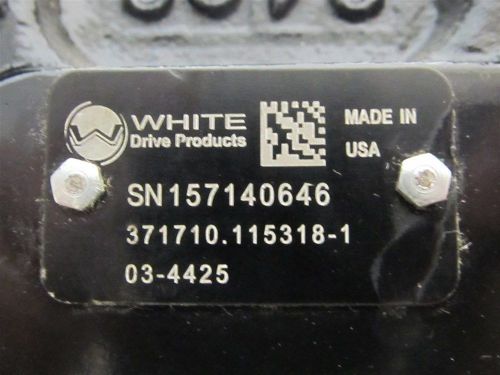 WHITE
Drive Products
MADE IN
USA
SN157140646
371710.115318-1
03-4425